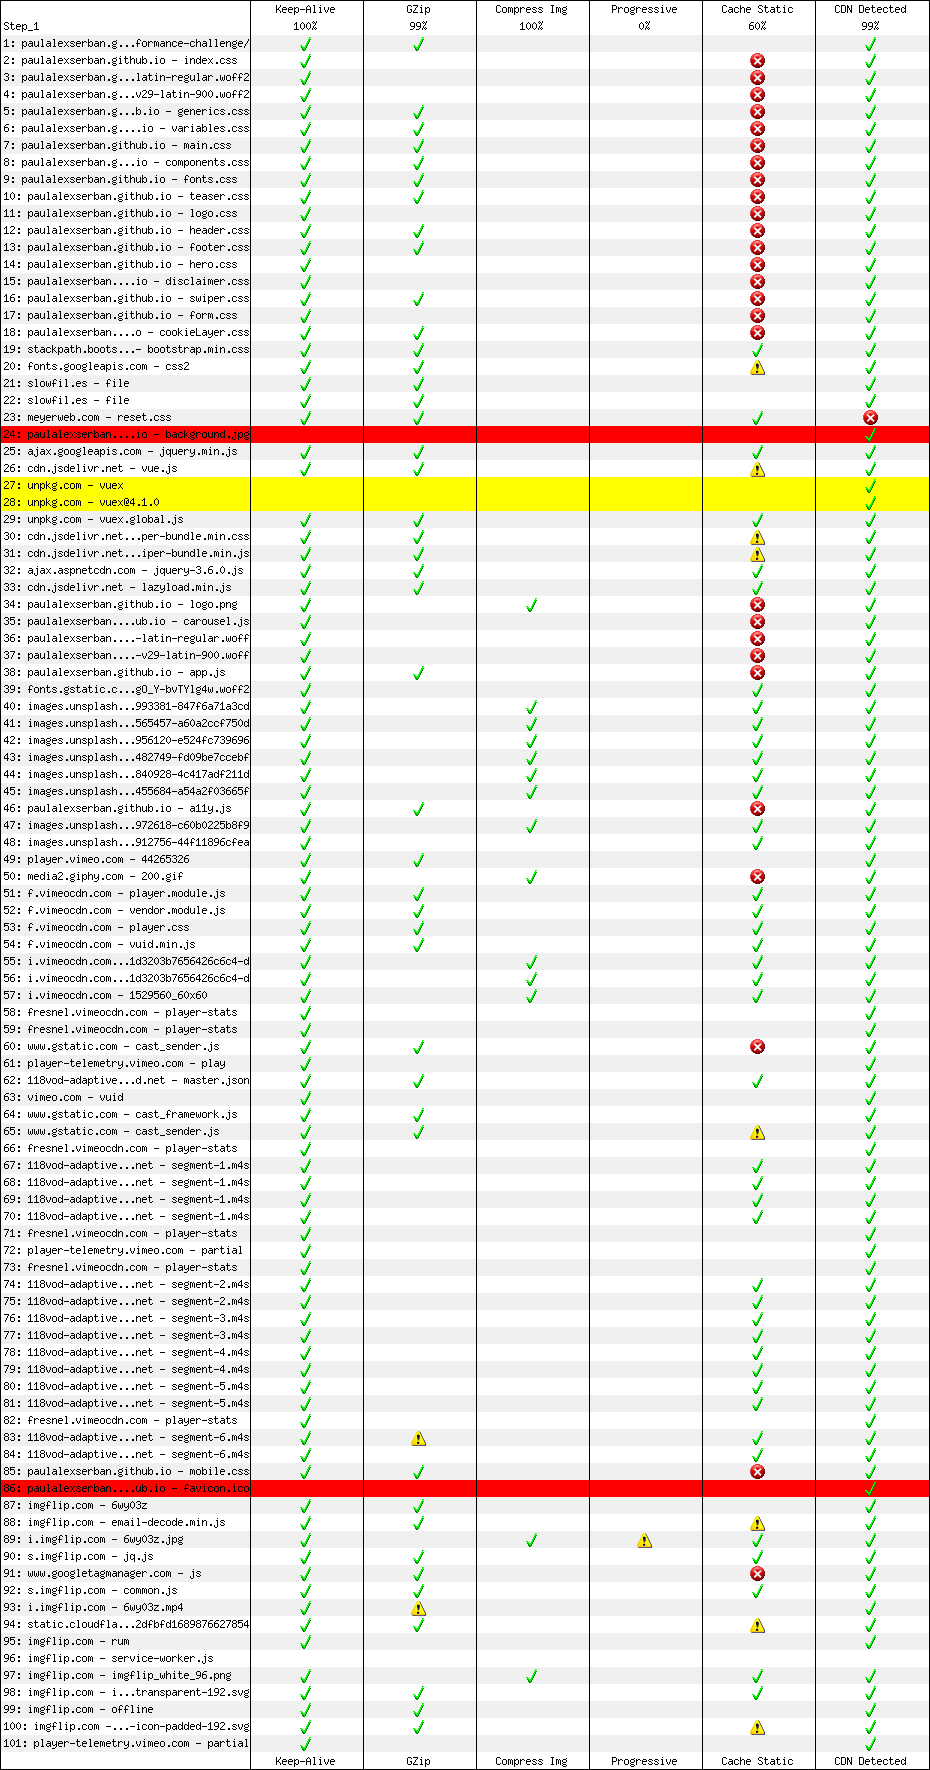 Keep-Alive GZip Compress Img Progressive Cache Static CDN Detected
Step_1 100% 99% 100% 0% 60% 99%
1: paulalexserban.g...formance-challenge/
2: paulalexserban.github.io - index.css
3: paulalexserban.g...latin-regular.woff2
4: paulalexserban.g...v29-latin-900.woff2
5: paulalexserban.g...b.io - generics.css
6: paulalexserban.g....io - variables.css
7: paulalexserban.github.io - main.css
8: paulalexserban.g...io - components.css
9: paulalexserban.github.io - fonts.css
10: paulalexserban.github.io - teaser.css
11: paulalexserban.github.io - logo.css
12: paulalexserban.github.io - header.css
13: paulalexserban.github.io - footer.css
14: paulalexserban.github.io - hero.css
15: paulalexserban....io - disclaimer.css
16: paulalexserban.github.io - swiper.css
17: paulalexserban.github.io - form.css
18: paulalexserban....o - cookieLayer.css
19: stackpath.boots...- bootstrap.min.css
20: fonts.googleapis.com - css2
21: slowfil.es - file
22: slowfil.es - file
23: meyerweb.com - reset.css
24: paulalexserban....io - background.jpg
25: ajax.googleapis.com - jquery.min.js
26: cdn.jsdelivr.net - vue.js
27: unpkg.com - vuex
28: unpkg.com - vuex@4.1.0
29: unpkg.com - vuex.global.js
30: cdn.jsdelivr.net...per-bundle.min.css
31: cdn.jsdelivr.net...iper-bundle.min.js
32: ajax.aspnetcdn.com - jquery-3.6.0.js
33: cdn.jsdelivr.net - lazyload.min.js
34: paulalexserban.github.io - logo.png
35: paulalexserban....ub.io - carousel.js
36: paulalexserban....-latin-regular.woff
37: paulalexserban....-v29-latin-900.woff
38: paulalexserban.github.io - app.js
39: fonts.gstatic.c...gO_Y-bvTYlg4w.woff2
40: images.unsplash...993381-847f6a71a3cd
41: images.unsplash...565457-a60a2ccf750d
42: images.unsplash...956120-e524fc739696
43: images.unsplash...482749-fd09be7ccebf
44: images.unsplash...840928-4c417adf211d
45: images.unsplash...455684-a54a2f03665f
46: paulalexserban.github.io - a11y.js
47: images.unsplash...972618-c60b0225b8f9
48: images.unsplash...912756-44f11896cfea
49: player.vimeo.com - 44265326
50: media2.giphy.com - 200.gif
51: f.vimeocdn.com - player.module.js
52: f.vimeocdn.com - vendor.module.js
53: f.vimeocdn.com - player.css
54: f.vimeocdn.com - vuid.min.js
55: i.vimeocdn.com...1d3203b7656426c6c4-d
56: i.vimeocdn.com...1d3203b7656426c6c4-d
57: i.vimeocdn.com - 1529560_60x60
58: fresnel.vimeocdn.com - player-stats
59: fresnel.vimeocdn.com - player-stats
60: www.gstatic.com - cast_sender.js
61: player-telemetry.vimeo.com - play
62: 118vod-adaptive...d.net - master.json
63: vimeo.com - vuid
64: www.gstatic.com - cast_framework.js
65: www.gstatic.com - cast_sender.js
66: fresnel.vimeocdn.com - player-stats
67: 118vod-adaptive...net - segment-1.m4s
68: 118vod-adaptive...net - segment-1.m4s
69: 118vod-adaptive...net - segment-1.m4s
70: 118vod-adaptive...net - segment-1.m4s
71: fresnel.vimeocdn.com - player-stats
72: player-telemetry.vimeo.com - partial
73: fresnel.vimeocdn.com - player-stats
74: 118vod-adaptive...net - segment-2.m4s
75: 118vod-adaptive...net - segment-2.m4s
76: 118vod-adaptive...net - segment-3.m4s
77: 118vod-adaptive...net - segment-3.m4s
78: 118vod-adaptive...net - segment-4.m4s
79: 118vod-adaptive...net - segment-4.m4s
80: 118vod-adaptive...net - segment-5.m4s
81: 118vod-adaptive...net - segment-5.m4s
82: fresnel.vimeocdn.com - player-stats
83: 118vod-adaptive...net - segment-6.m4s
84: 118vod-adaptive...net - segment-6.m4s
85: paulalexserban.github.io - mobile.css
86: paulalexserban....ub.io - favicon.ico
87: imgflip.com - 6wy03z
88: imgflip.com - email-decode.min.js
89: i.imgflip.com - 6wy03z.jpg
90: s.imgflip.com - jq.js
91: www.googletagmanager.com - js
92: s.imgflip.com - common.js
93: i.imgflip.com - 6wy03z.mp4
94: static.cloudfla...2dfbfd1689876627854
95: imgflip.com - rum
96: imgflip.com - service-worker.js
97: imgflip.com - imgflip_white_96.png
98: imgflip.com - i...transparent-192.svg
99: imgflip.com - offline
100: imgflip.com -...-icon-padded-192.svg
101: player-telemetry.vimeo.com - partial
Keep-Alive GZip Compress Img Progressive Cache Static CDN Detected